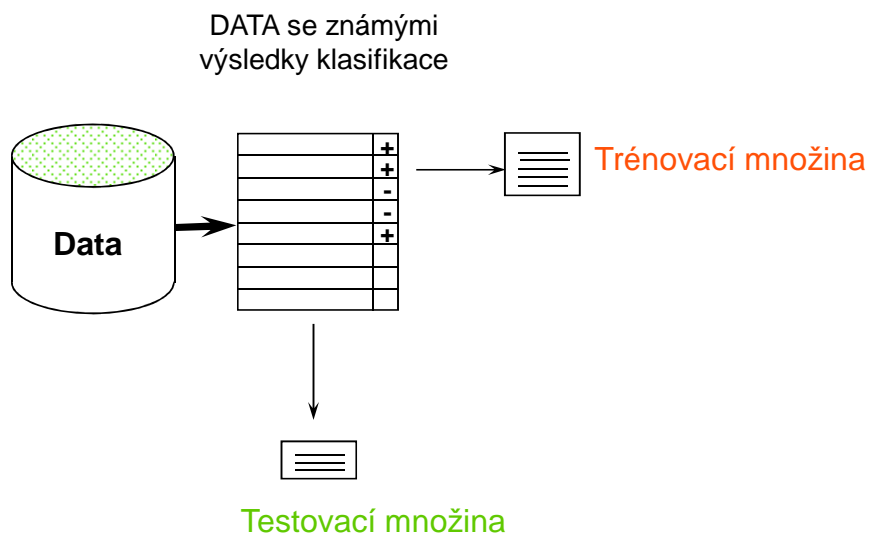 DATA se známými
výsledky klasifikace
+
+
-
-
+
Data
Trénovací množina
Testovací množina